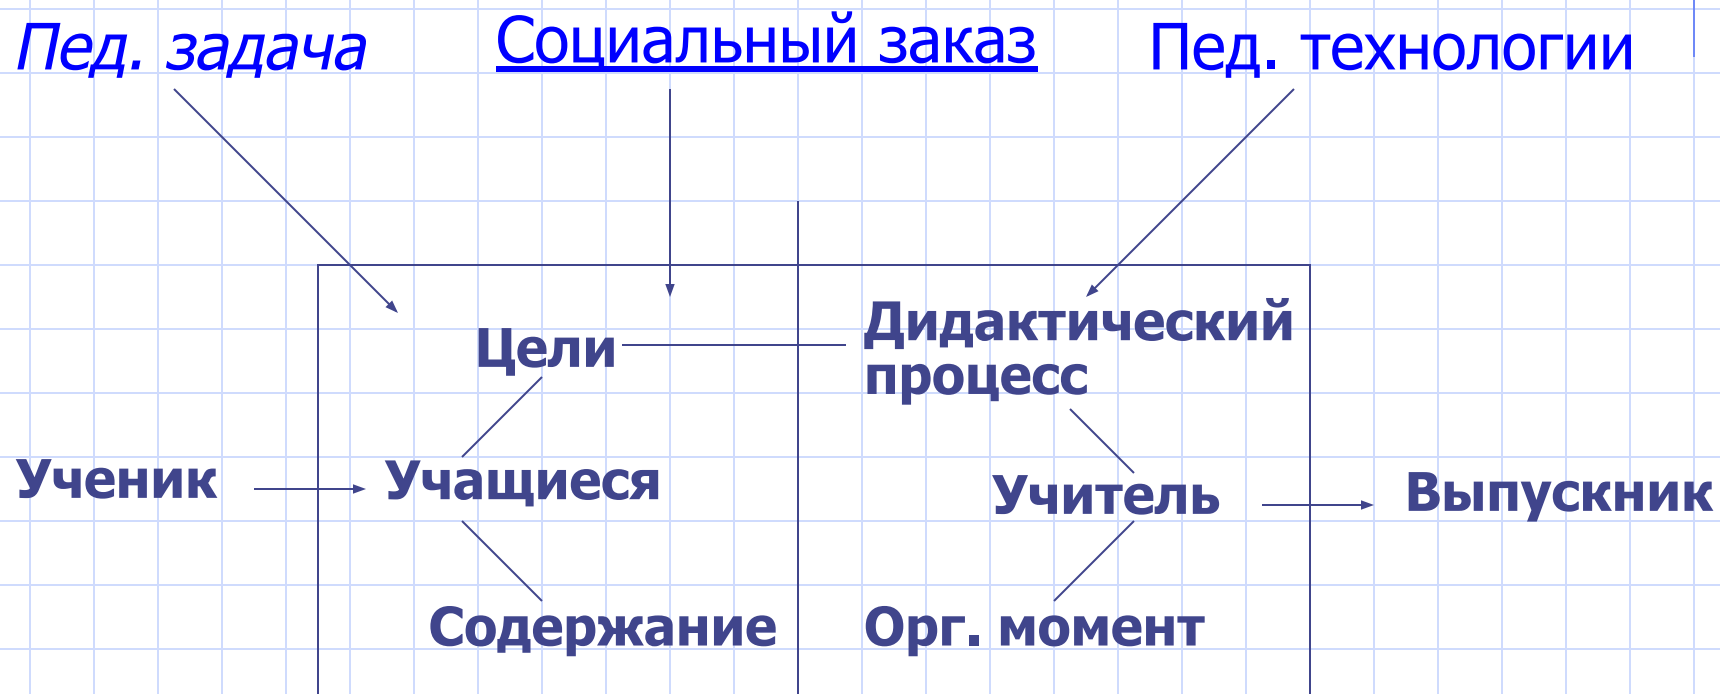 Пед. задача
Социальный заказ
Пед. технологии
Цели
Дидактический
процесс
Ученик
Учащиеся
Учитель
Выпускник
Содержание
Орг. момент